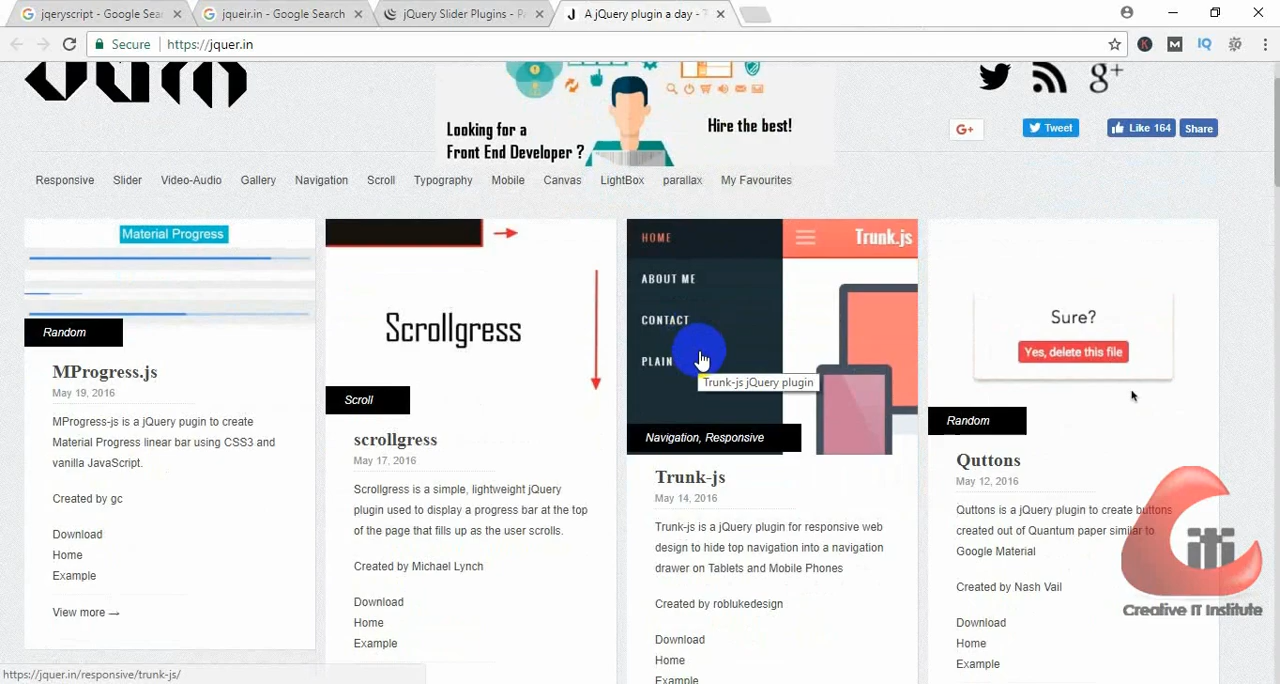 jqeryscript - Google Sea
jqueir.in - Google Search
jQuery Slider Plugins - Pa
A jQuery plugin a day - 
Secure
https://jquer.in
Looking for a
Front End Developer ?
Hire the best!
G+
Tweet
Like 164
Share
Responsive
Slider
Video-Audio
Gallery
Navigation
Scroll
Typography
Mobile
Canvas
LightBox
parallax
My Favourites
Material Progress
Random
MProgress.js
May 19, 2016
MProgress-js is a jQuery pugin to create
Material Progress linear bar using CSS3 and
vanilla JavaScript.
Created by gc
Download
Home
Example
View more →
Scrollgress
Scroll
scrollgress
May 17, 2016
Scrollgress is a simple, lightweight jQuery
plugin used to display a progress bar at the top
of the page that fills up as the user scrolls.
Created by Michael Lynch
Download
Home
Example
HOME
Trunk.js
ABOUT ME
CONTACT
PLAIN
Trunk-js jQuery plugin
Navigation, Responsive
Trunk-js
May 14, 2016
Trunk-js is a jQuery plugin for responsive web
design to hide top navigation into a navigation
drawer on Tablets and Mobile Phones
Created by roblukedesign
Download
Home
Example
Sure?
Yes, delete this file
Random
Quttons
May 12, 2016
Quttons is a jQuery plugin to create buttons
created out of Quantum paper similar to
Google Material
Created by Nash Vail
Download
Home
Example
Creative IT Institute
https://jquer.in/responsive/trunk-js/